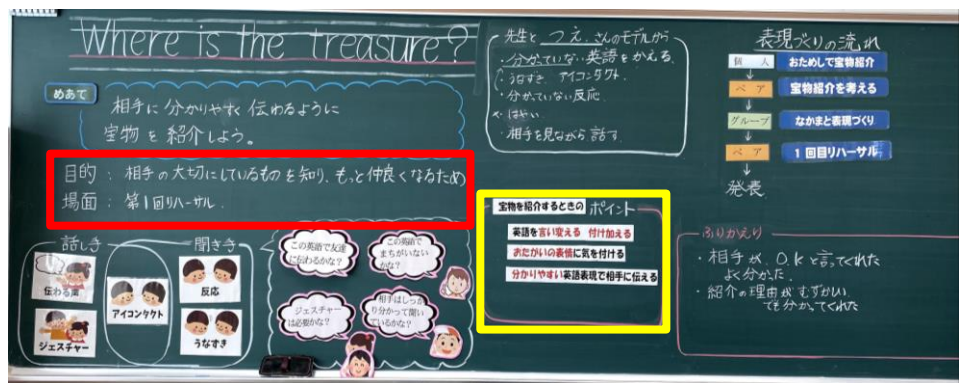 Where is the treasure?
めあて
相手に分かりやすく伝わるように
宝物を紹介しよう。
目的：相手の大切にしているものを知り、もっと仲良くなるため
場面：第1回リハーサル
話し手
聞き手
伝わる英
ジェスチャー
アイコンタクト
反応
うなずき
この英語で友達
に伝わるかな？
この英語で
まちがいない
かな？
ジェスチャー
は必要かな？
相手はしっか
り分かって聞い
ているかな？
先生と つえ さんのモデルから
・分かっていない英語をかえる。
・うなずき アイコンタクト
・分かっていない反応
はやい
・相手を見ながら話す
宝物を紹介するときの ポイント
英語を言い変える 付け加える
おたがいの表情に気を付ける
分かりやすい英語表現で相手に伝える
表現づくりの流れ
個人 おためしで宝物紹介
ペア 宝物紹介を考える
グループ なかまと表現づくり
ペア 1回目リハーサル
発表
ふりかえり
・相手が、OKと言ってくれた
よく分かった。
・紹介の理由がむずかしい
でも分かってくれた